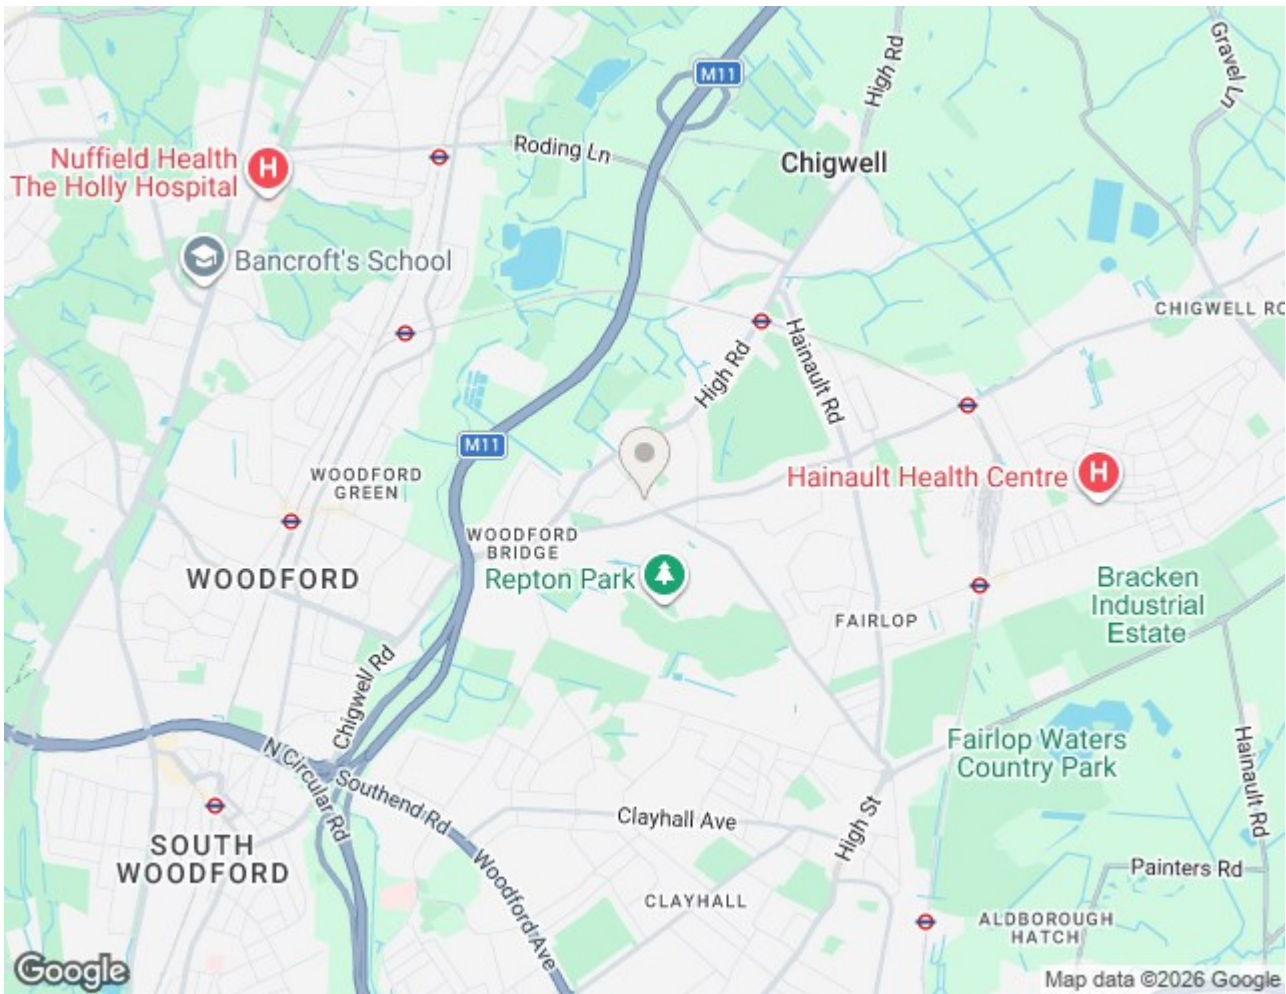 Gravel Ln
High Rd
M11
Roding Ln
Chigwell
Nuffield Health
The Holly Hospital
H
Bancroft's School
CHIGWELL RO
Hainault Rd
High Rd
M11
WOODFORD
GREEN
Hainault Health Centre
H
WOODFORD
BRIDGE
WOODFORD
Repton Park
Bracken
Industrial
Estate
FAIRLOP
Chigwell Rd
N Circular Rd
Southend Rd
Fairlop Waters
Country Park
Hainault Rd
Clayhall Ave
High St
SOUTH
WOODFORD
Woodford Ave
Painters Rd
CLAYHALL
ALDBOROUGH
HATCH
Google
Map data ©2026 Google